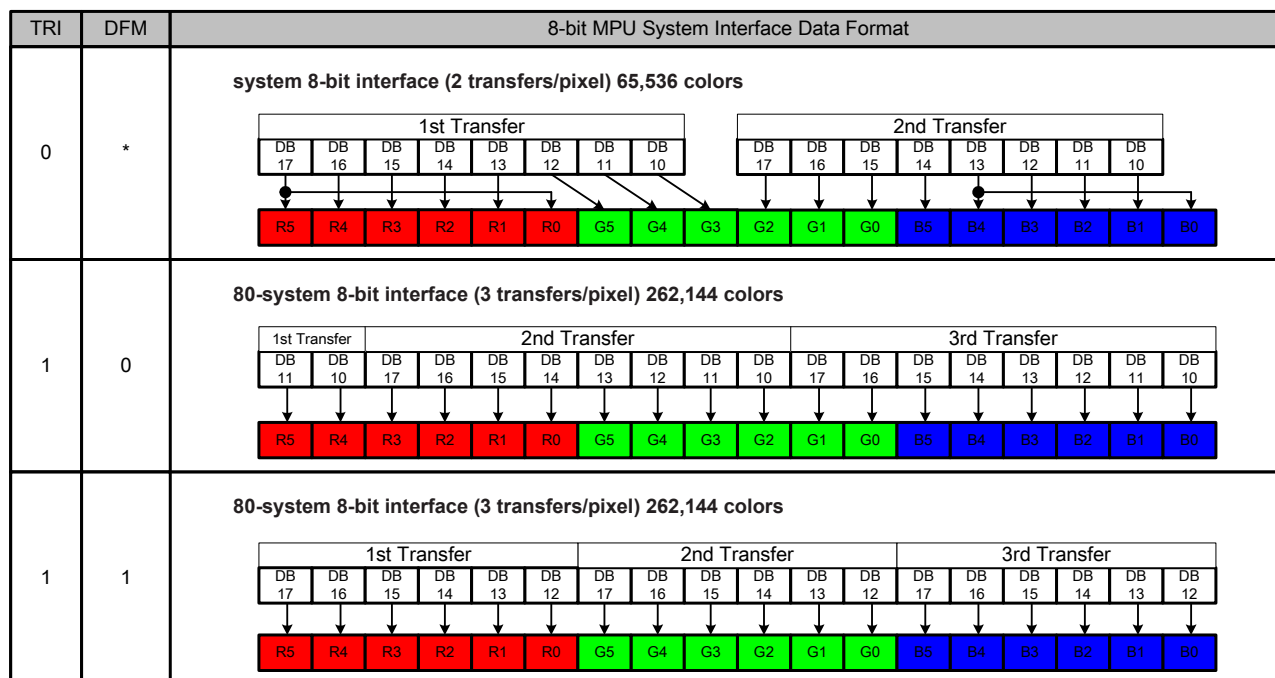 TRI DFM 8-bit MPU System Interface Data Format
system 8-bit interface (2 transfers/pixel) 65,536 colors
1st Transfer 2nd Transfer
DB DB DB DB DB DB DB DB DB DB DB DB DB DB DB DB
17 16 15 14 13 12 11 10 17 16 15 14 13 12 11 10
0 *
R5 R4 R3 R2 R1 R0 G5 G4 G3 G2 G1 G0 B5 B4 B3 B2 B1 B0
80-system 8-bit interface (3 transfers/pixel) 262,144 colors
1st Transfer 2nd Transfer 3rd Transfer
DB DB DB DB DB DB DB DB DB DB DB DB DB DB DB DB DB DB
11 10 17 16 15 14 13 12 11 10 17 16 15 14 13 12 11 10
1 0
R5 R4 R3 R2 R1 R0 G5 G4 G3 G2 G1 G0 B5 B4 B3 B2 B1 B0
80-system 8-bit interface (3 transfers/pixel) 262,144 colors
1st Transfer 2nd Transfer 3rd Transfer
DB DB DB DB DB DB DB DB DB DB DB DB DB DB DB DB DB DB
17 16 15 14 13 12 17 16 15 14 13 12 17 16 15 14 13 12
1 1
R5 R4 R3 R2 R1 R0 G5 G4 G3 G2 G1 G0 B5 B4 B3 B2 B1 B0